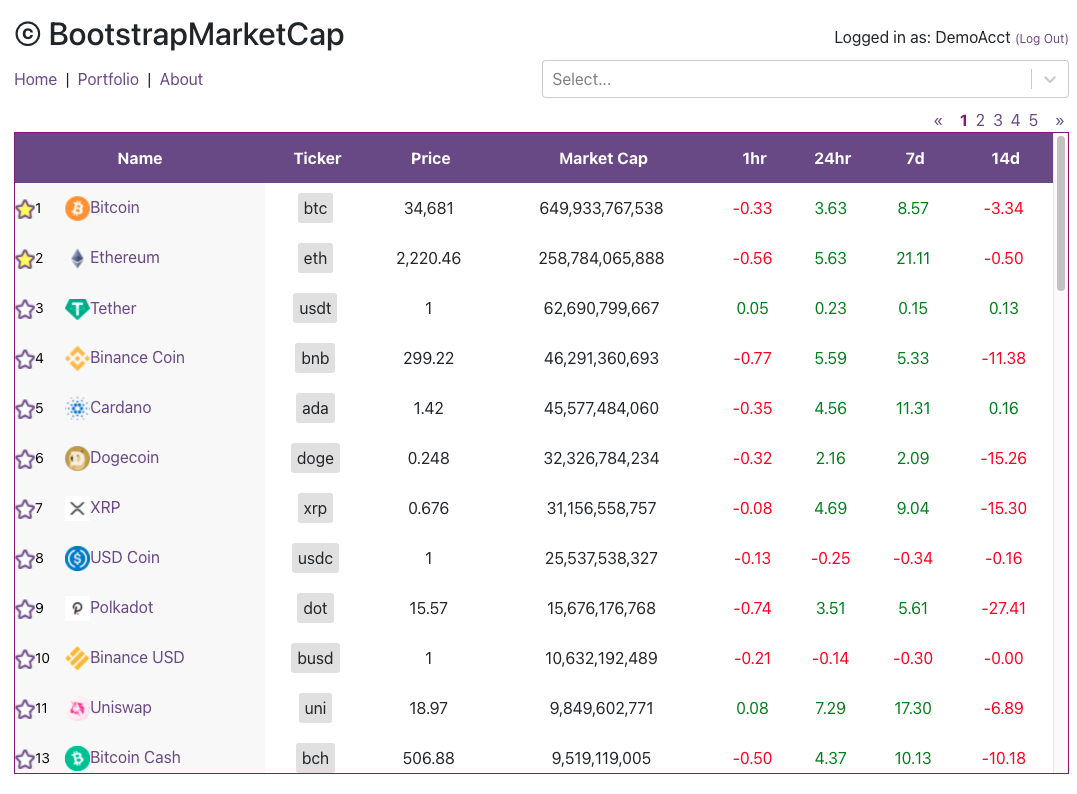 © BootstrapMarketCap
Logged in as: DemoAcct (Log Out)
Home | Portfolio | About
Select...
« 1 2 3 4 5 »
Name Ticker Price Market Cap 1hr 24hr 7d 14d
1 Bitcoin btc 34,681 649,933,767,538 -0.33 3.63 8.57 -3.34
2 Ethereum eth 2,220.46 258,784,065,888 -0.56 5.63 21.11 -0.50
3 Tether usdt 1 62,690,799,667 0.05 0.23 0.15 0.13
4 Binance Coin bnb 299.22 46,291,360,693 -0.77 5.59 5.33 -11.38
5 Cardano ada 1.42 45,577,484,060 -0.35 4.56 11.31 0.16
6 Dogecoin doge 0.248 32,326,784,234 -0.32 2.16 2.09 -15.26
7 XRP xrp 0.676 31,156,558,757 -0.08 4.69 9.04 -15.30
8 USD Coin usdc 1 25,537,538,327 -0.13 -0.25 -0.34 -0.16
9 Polkadot dot 15.57 15,676,176,768 -0.74 3.51 5.61 -27.41
10 Binance USD busd 1 10,632,192,489 -0.21 -0.14 -0.30 -0.00
11 Uniswap uni 18.97 9,849,602,771 0.08 7.29 17.30 -6.89
13 Bitcoin Cash bch 506.88 9,519,119,005 -0.50 4.37 10.13 -10.18